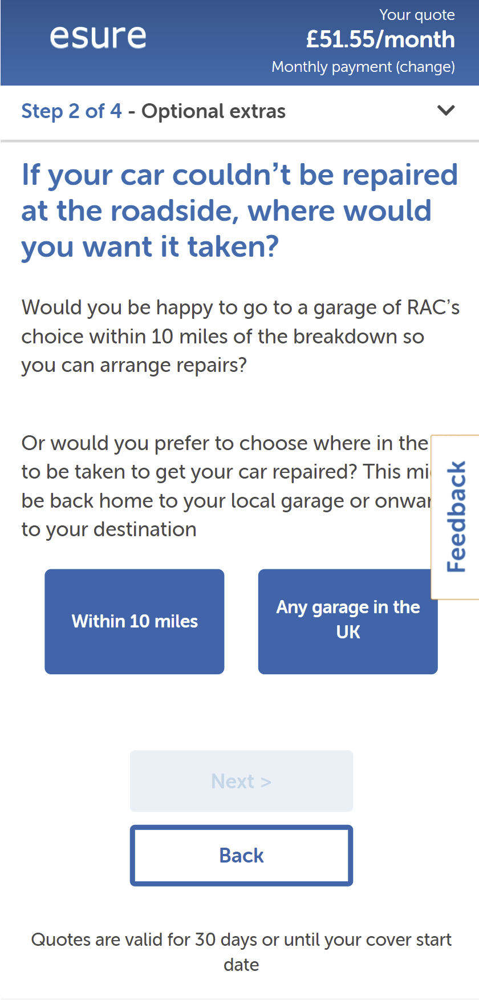 esure
Your quote
£51.55/month
Monthly payment (change)
Step 2 of 4 - Optional extras
If your car couldn’t be repaired
at the roadside, where would
you want it taken?
Would you be happy to go to a garage of RAC’s
choice within 10 miles of the breakdown so
you can arrange repairs?
Or would you prefer to choose where in the
to be taken to get your car repaired? This
be back home to your local garage or
to your destination
Feedback
Within 10 miles
Any garage in the
UK
Next >
Back
Quotes are valid for 30 days or until your cover start
date